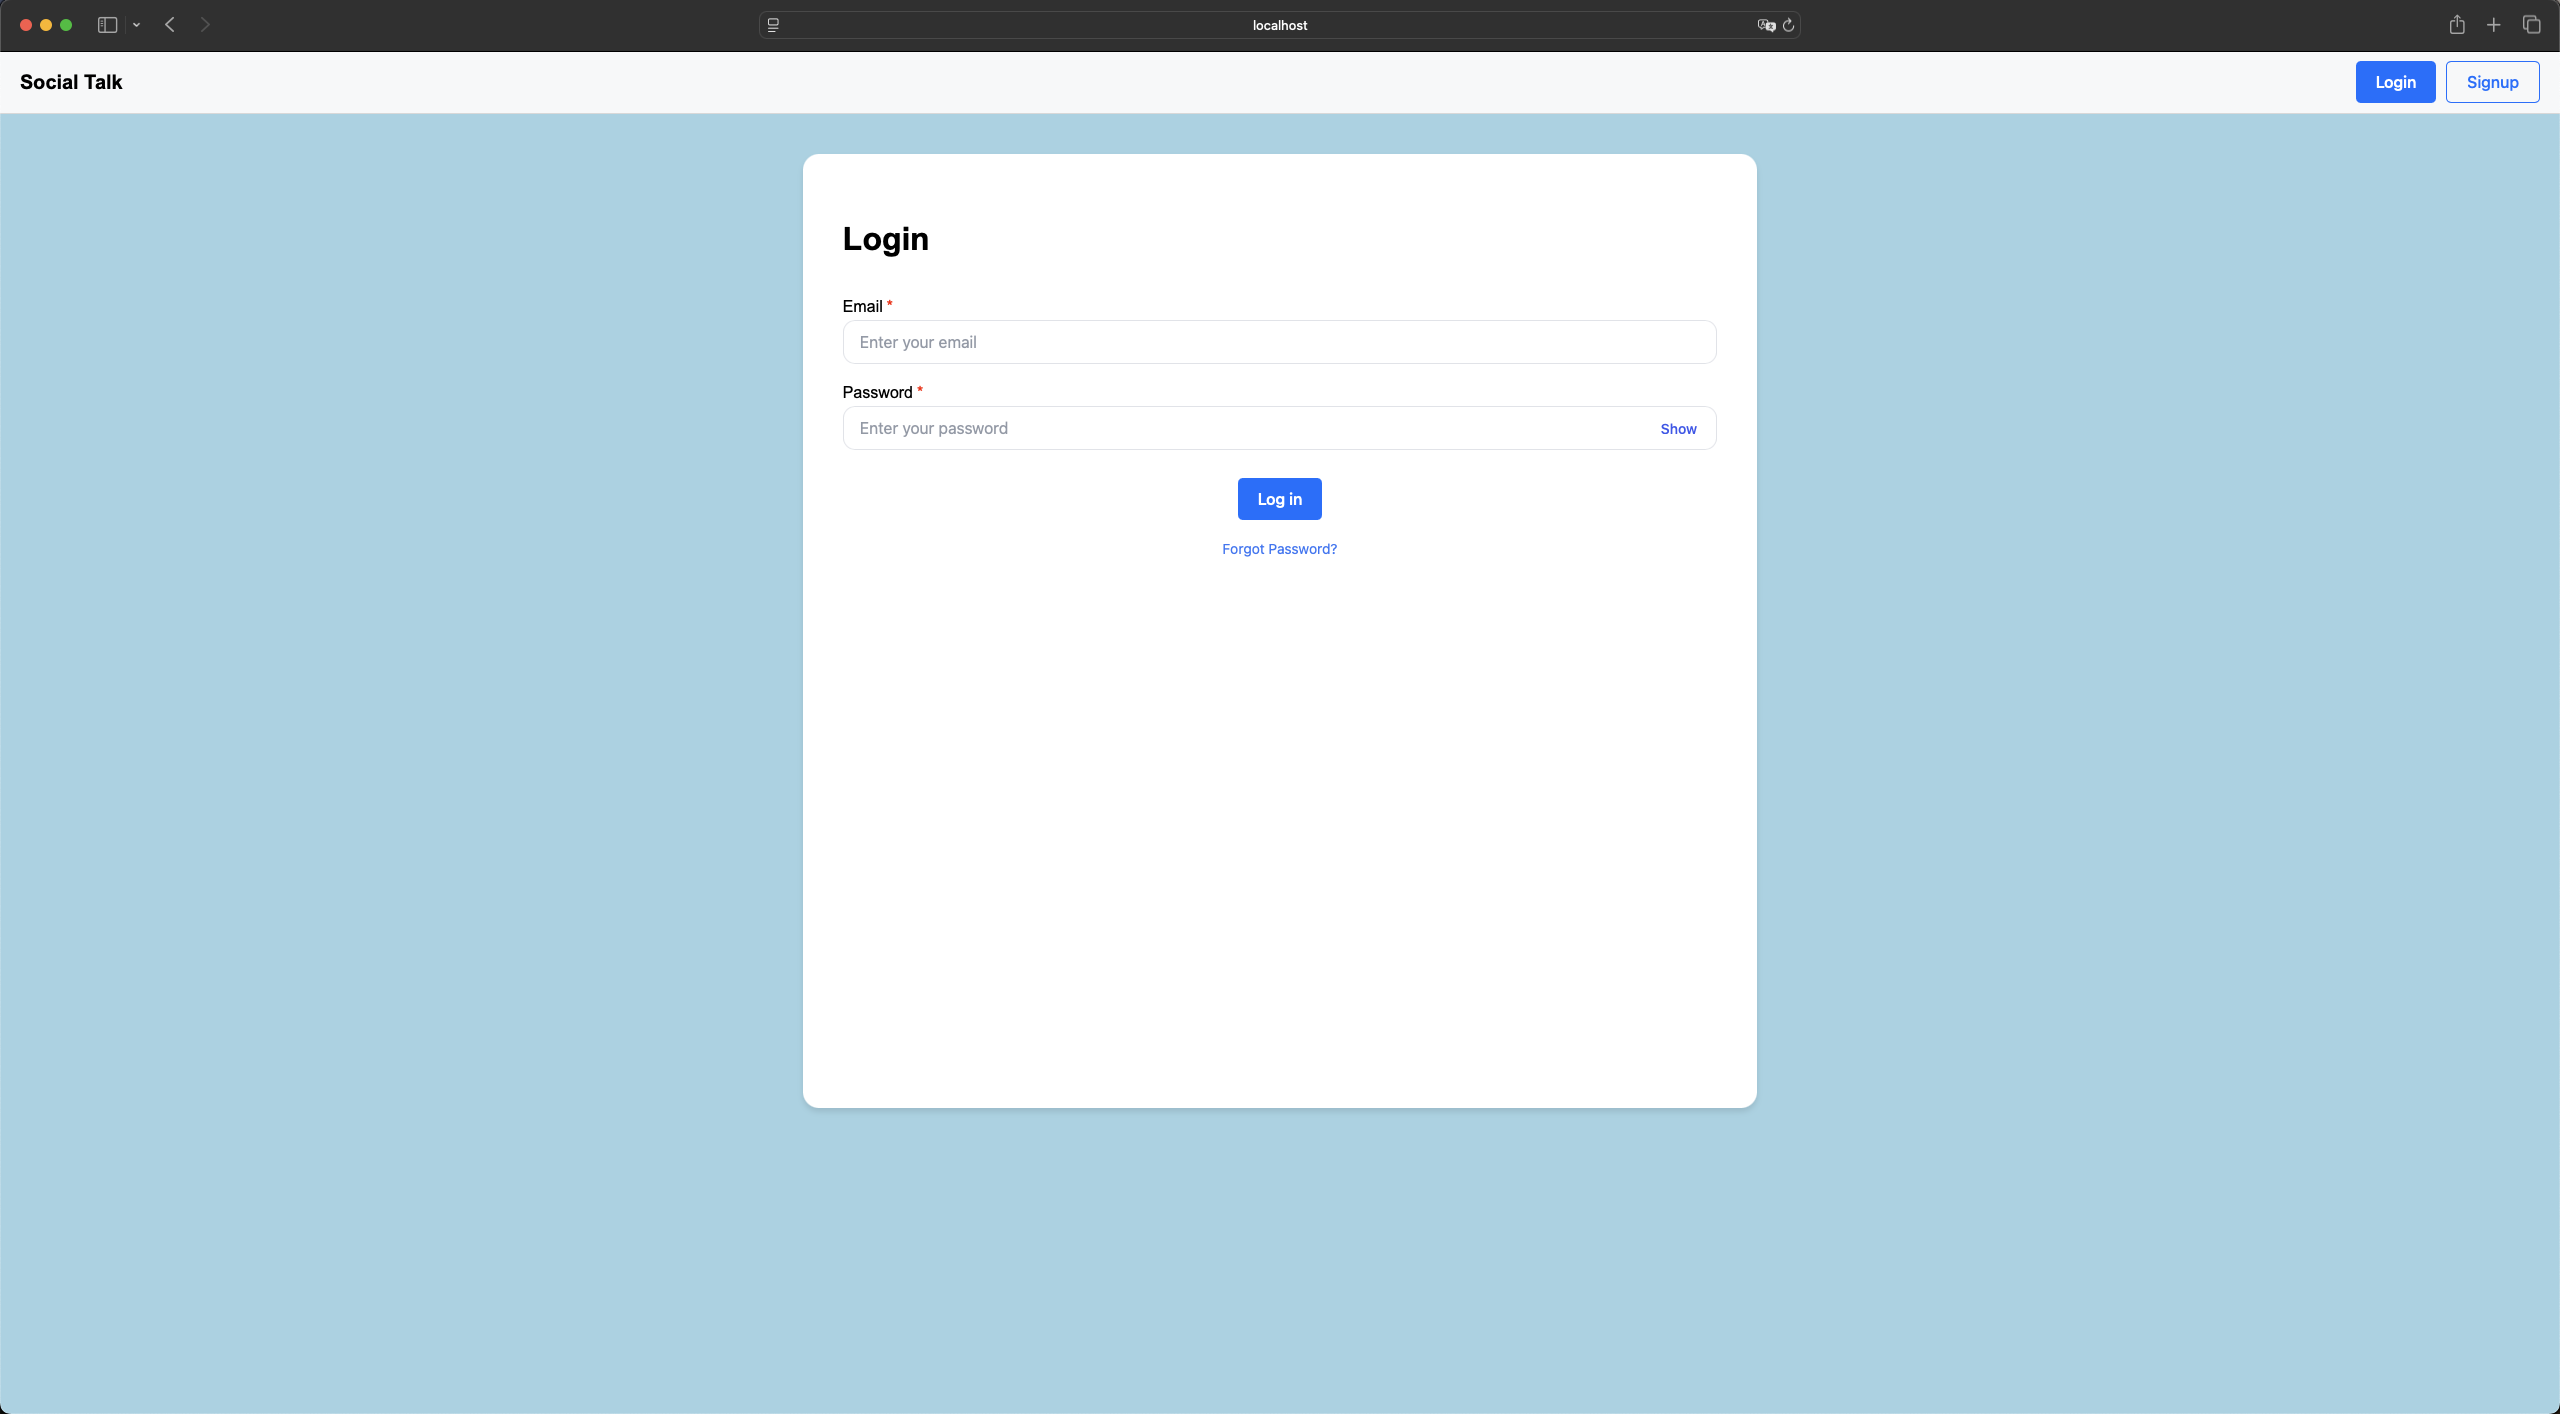 localhost
Social Talk
Login
Signup
Login
Email *
Enter your email
Password *
Enter your password
Show
Log in
Forgot Password?